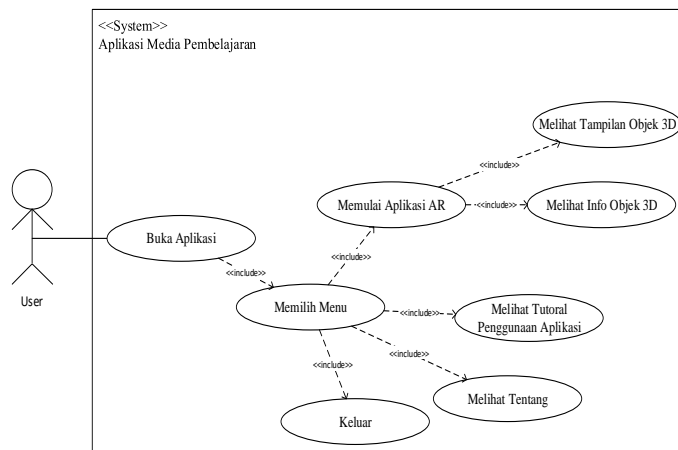 <<System>>
Aplikasi Media Pembelajaran
Melihat Tampilan Objek 3D
<<include>>
Memulai Aplikasi AR
<<include>>
Melihat Info Objek 3D
User
Buka Aplikasi
<<include>>
<<include>>
Memilih Menu
<<include>>
Melihat Tutoral
Penggunaan Aplikasi
<<include>>
<<include>>
Melihat Tentang
Keluar